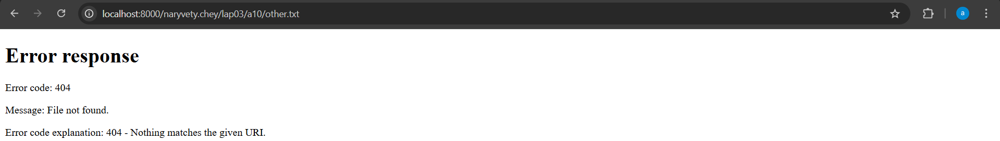 localhost:8000/naryvety.chey/lap03/a10/other.txt
a
Error response
Error code: 404
Message: File not found.
Error code explanation: 404 - Nothing matches the given URI.